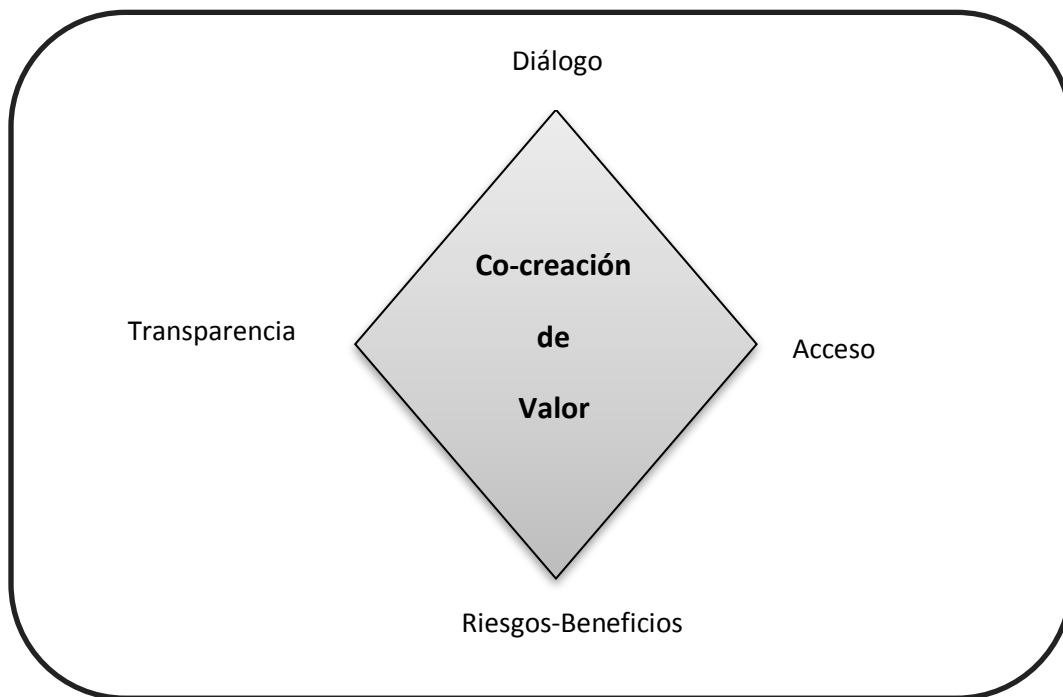 Diálogo
Co-creación
de
Valor
Transparencia
Acceso
Riesgos-Beneficios